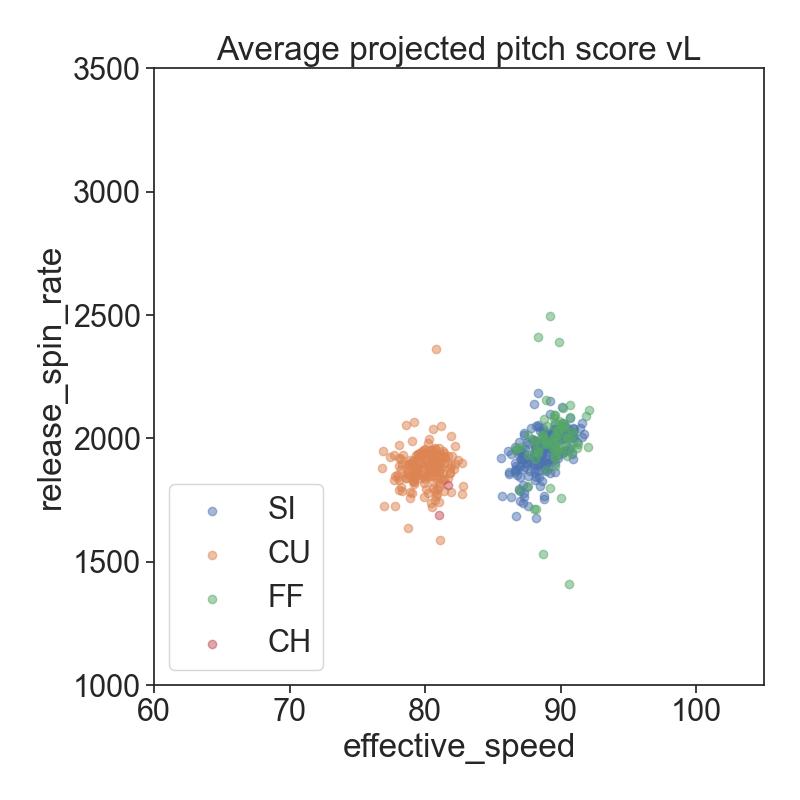 Average projected pitch score vL
3500
3000
2500
2000
1500
1000
release_spin_rate
SI
CU
FF
CH
60 70 80 90 100
effective_speed